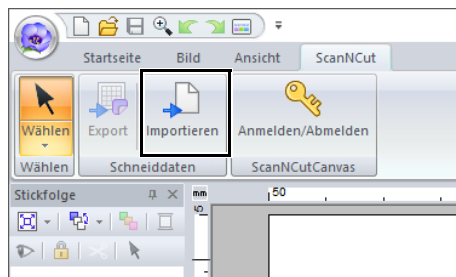 Startseite Bild Ansicht ScanNCut
Wählen Export Importieren Anmelden/Abmelden
Wählen Schneiddaten ScanNCutCanvas
Stickfolge mm 50